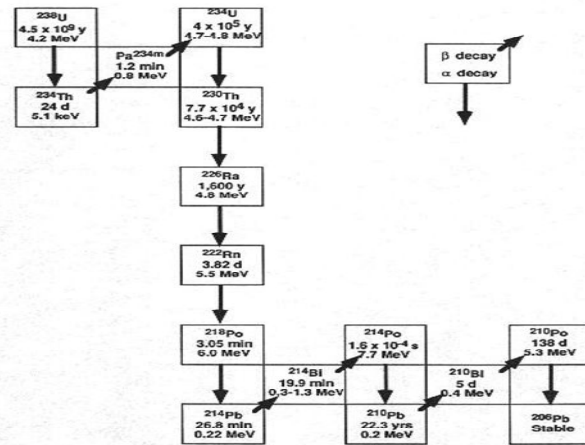 238U
4.5 x 109 y
4.2 MeV
234U
4 x 105 y
4.7-4.8 MeV
Pa234m
1.2 min
0.8 MeV
β decay
α decay
234Th
24 d
5.1 keV
230Th
7.7 x 104 y
4.6-4.7 MeV
226Ra
1,600 y
4.8 MeV
222Rn
3.82 d
5.5 MeV
218Po
3.05 min
6.0 MeV
214Po
1.6 x 10-4 s
7.7 MeV
210Po
138 d
5.3 MeV
214Bi
19.9 min
0.3-1.3 MeV
210Bi
5 d
0.4 MeV
214Pb
26.8 min
0.22 MeV
210Pb
22.3 yrs
0.2 MeV
206Pb
Stable